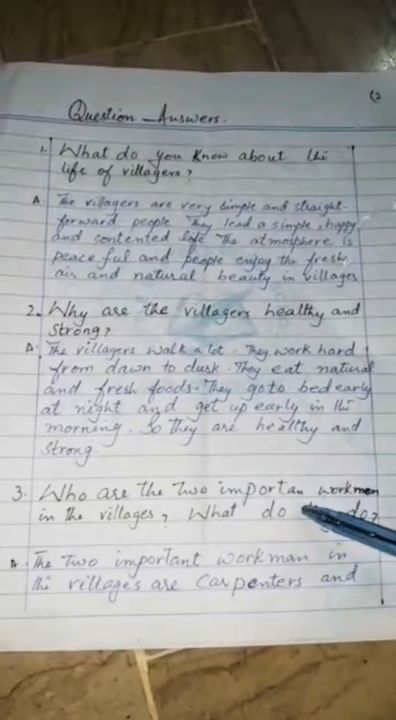 (2
Question - Answers.
1. What do you know about the
life of villagers?
A. The villagers are very simple and straight-
forward people They lead a simple, happy
and contented life The atmosphere is
peaceful and people enjoy the fresh
air and natural beauty in villages
2. Why are the villagers healthy and
strong?
A. The villagers walk a lot. They work hard
from dawn to dusk. They eat natural
and fresh foods. They go to bed early
at night and get up early in the
morning. So They are healthy and
strong.
3. Who are the two importan workmen
in the villages, What do do?
A. The two important workman in
the villages are carpenters and